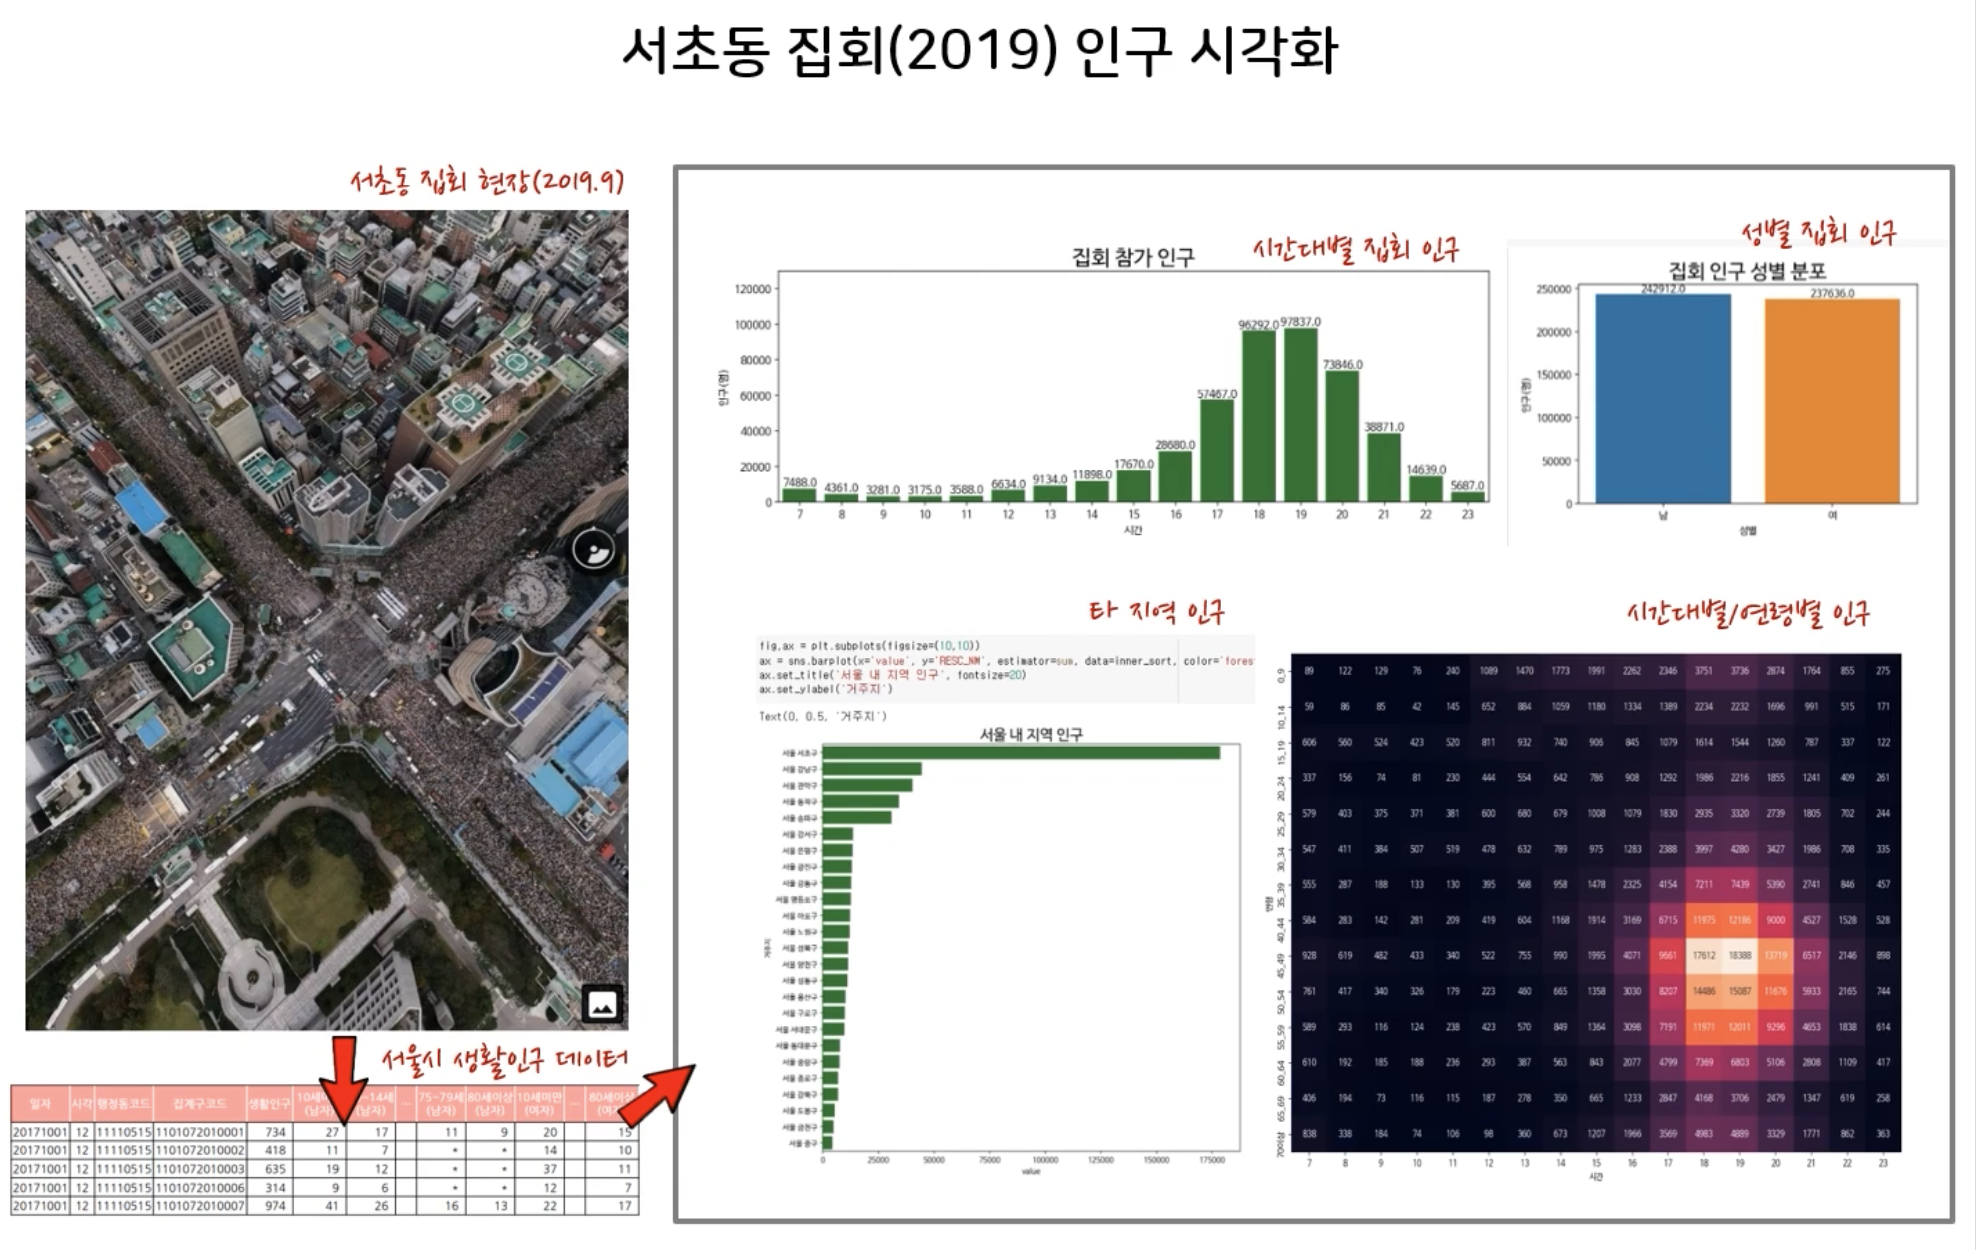 서초동 집회(2019) 인구 시각화
서초동 집회 현장(2019.9)
서울시 생활인구 데이터
일자 시각 행정동코드 집계구코드 생활인구 ... 75~79세(남자) 80세이상(남자) 10세미만(여자) ...
20171001 12 11110515 1101072010001 734 27 17 11 9 20 15
20171001 12 11110515 1101072010002 418 11 7 * * 14 10
20171001 12 11110515 1101072010003 635 19 12 * * 37 11
20171001 12 11110515 1101072010006 314 9 6 * * 12 7
20171001 12 11110515 1101072010007 974 41 26 16 13 22 17
시간대별 집회 인구
집회 참가 인구
인구(명)
120000
100000
80000
60000
40000
20000
0
7488.0 4361.0 3281.0 3175.0 3588.0 6634.0 9134.0 11898.0 17670.0 28680.0 57467.0 96292.0 97837.0 73846.0 38871.0 14639.0 5687.0
7 8 9 10 11 12 13 14 15 16 17 18 19 20 21 22 23
시간
성별 집회 인구
집회 인구 성별 분포
인구(명)
250000
200000
150000
100000
50000
0
242912.0 237636.0
남 여
성별
타 지역 인구
fig,ax = plt.subplots(figsize=(10,10))
ax = sns.barplot(x='value', y='RESC_NM', estimator=sum, data=inner_sort, color='fores
ax.set_title('서울 내 지역 인구', fontsize=20)
ax.set_ylabel('거주지')
Text(0, 0.5, '거주지')
서울 내 지역 인구
거주지
서울 서초구
서울 강남구
서울 관악구
서울 동작구
서울 송파구
서울 강서구
서울 은평구
서울 광진구
서울 강동구
서울 영등포구
서울 마포구
서울 노원구
서울 성북구
서울 양천구
서울 성동구
서울 용산구
서울 구로구
서울 서대문구
서울 동대문구
서울 중랑구
서울 종로구
서울 강북구
서울 도봉구
서울 금천구
서울 중구
0 25000 50000 75000 100000 125000 150000 175000
value
시간대별/연령별 인구
연령
0_9 89 122 129 76 240 1089 1470 1773 1991 2262 2346 3751 3736 2874 1764 855 275
10_14 59 86 85 42 145 652 884 1059 1180 1334 1389 2234 2232 1696 991 515 171
15_19 606 560 524 423 520 811 932 740 906 845 1079 1614 1544 1260 787 337 122
20_24 337 156 74 81 230 444 554 642 786 908 1292 1986 2216 1855 1241 409 261
25_29 579 403 375 371 381 600 680 679 1008 1079 1830 2935 3320 2739 1805 702 244
30_34 547 411 384 507 519 478 632 789 975 1283 2388 3997 4280 3427 1986 708 335
35_39 555 287 188 133 130 395 568 958 1478 2325 4154 7211 7439 5390 2741 846 457
40_44 584 283 142 281 209 419 604 1168 1914 3169 6715 11975 12186 9000 4527 1528 528
45_49 928 619 482 433 340 522 755 990 1995 4071 9661 17612 18388 13719 6517 2146 898
50_54 761 417 340 326 179 223 460 665 1358 3030 8207 14486 15087 11676 5933 2165 744
55_59 589 293 116 124 238 423 570 849 1364 3098 7191 11971 12011 9296 4653 1838 614
60_64 610 192 185 188 236 293 387 563 843 2077 4799 7369 6803 5106 2808 1109 417
65_69 406 194 73 116 115 187 278 350 665 1233 2847 4168 3706 2479 1347 619 258
70이상 838 338 184 74 106 98 360 673 1207 1966 3569 4983 4889 3329 1771 862 363
7 8 9 10 11 12 13 14 15 16 17 18 19 20 21 22 23
시간